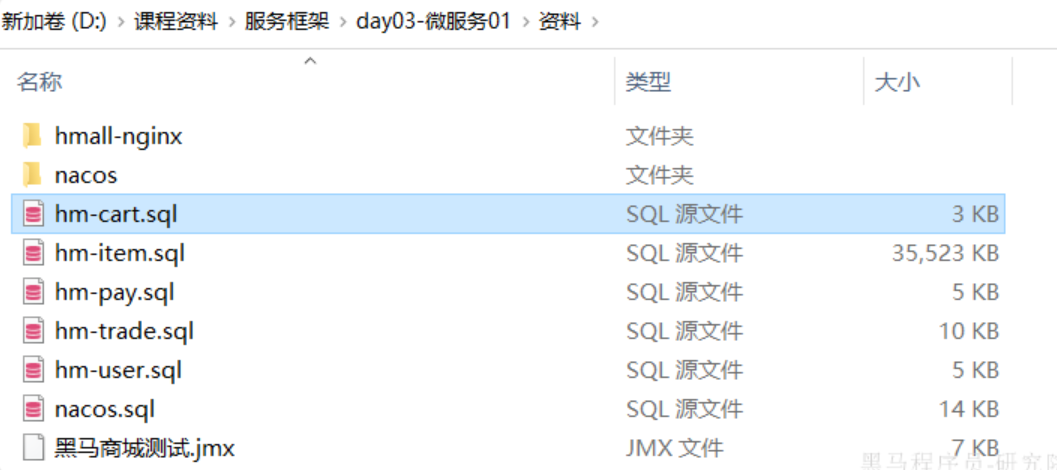 新加卷 (D:) › 课程资料 › 服务框架 › day03-微服务01 › 资料 ›
名称 类型 大小
hmall-nginx 文件夹
nacos 文件夹
hm-cart.sql SQL 源文件 3 KB
hm-item.sql SQL 源文件 35,523 KB
hm-pay.sql SQL 源文件 5 KB
hm-trade.sql SQL 源文件 10 KB
hm-user.sql SQL 源文件 5 KB
nacos.sql SQL 源文件 14 KB
黑马商城测试.jmx JMX 文件 7 KB
黑马程序员-研究院